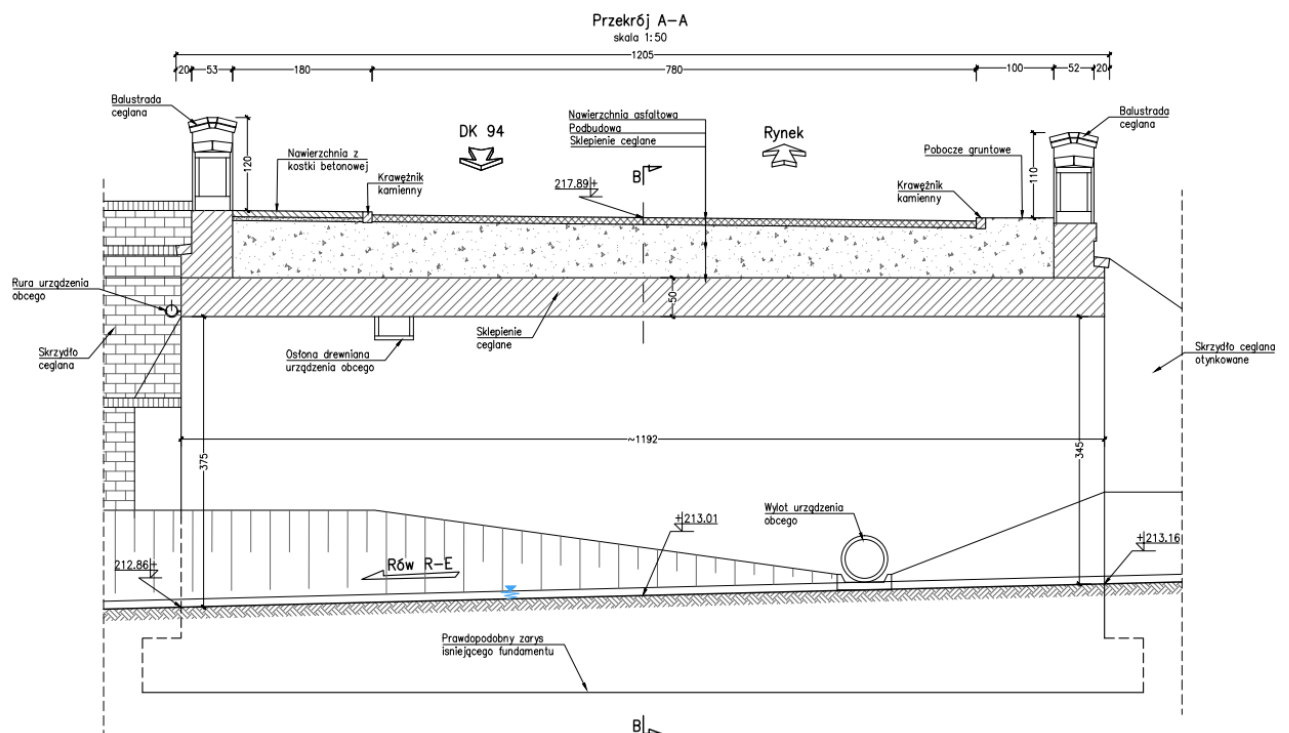 Przekrój A–A
skala 1:50
1205
20
53
180
780
100
52
20
Balustrada
ceglana
120
DK 94
Nawierzchnia asfaltowa
Podbudowa
Sklepienie ceglane
Rynek
Balustrada
ceglana
110
Nawierzchnia z
kostki betonowej
Krawężnik
kamienny
217.89
B
Krawężnik
kamienny
Pobocze gruntowe
Rura urządzenia
obcego
50
Skrzydło
ceglana
Osłona drewniana
urządzenia obcego
Sklepienie
ceglane
Skrzydło ceglana
otynkowane
~1192
375
345
Wylot urządzenia
obcego
213.01
213.16
212.86
Rów R–E
Prawdopodobny zarys
isniejącego fundamentu
B